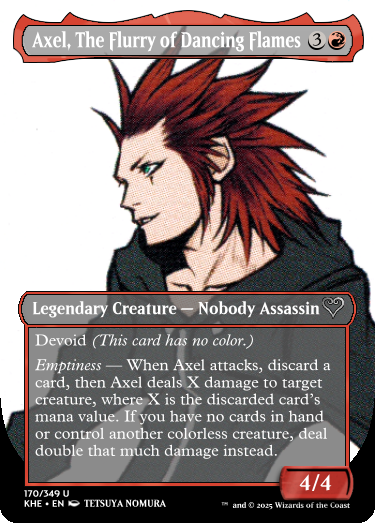 Axel, The Flurry of Dancing Flames 3
Legendary Creature — Nobody Assassin
Devoid (This card has no color.)
Emptiness — When Axel attacks, discard a
card, then Axel deals X damage to target
creature, where X is the discarded card's
mana value. If you have no cards in hand
or control another colorless creature, deal
double that much damage instead.
4/4
170/349 U
KHE • EN TETSUYA NOMURA
™ and © 2025 Wizards of the Coast